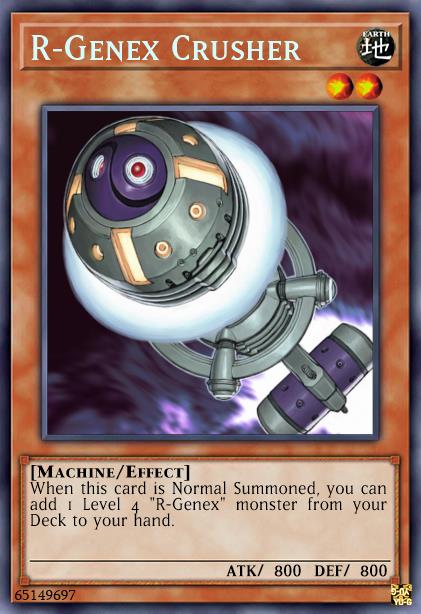 R-Genex Crusher
EARTH
地
[Machine/Effect]
When this card is Normal Summoned, you can
add 1 Level 4 "R-Genex" monster from your
Deck to your hand.
ATK/ 800 DEF/ 800
65149697